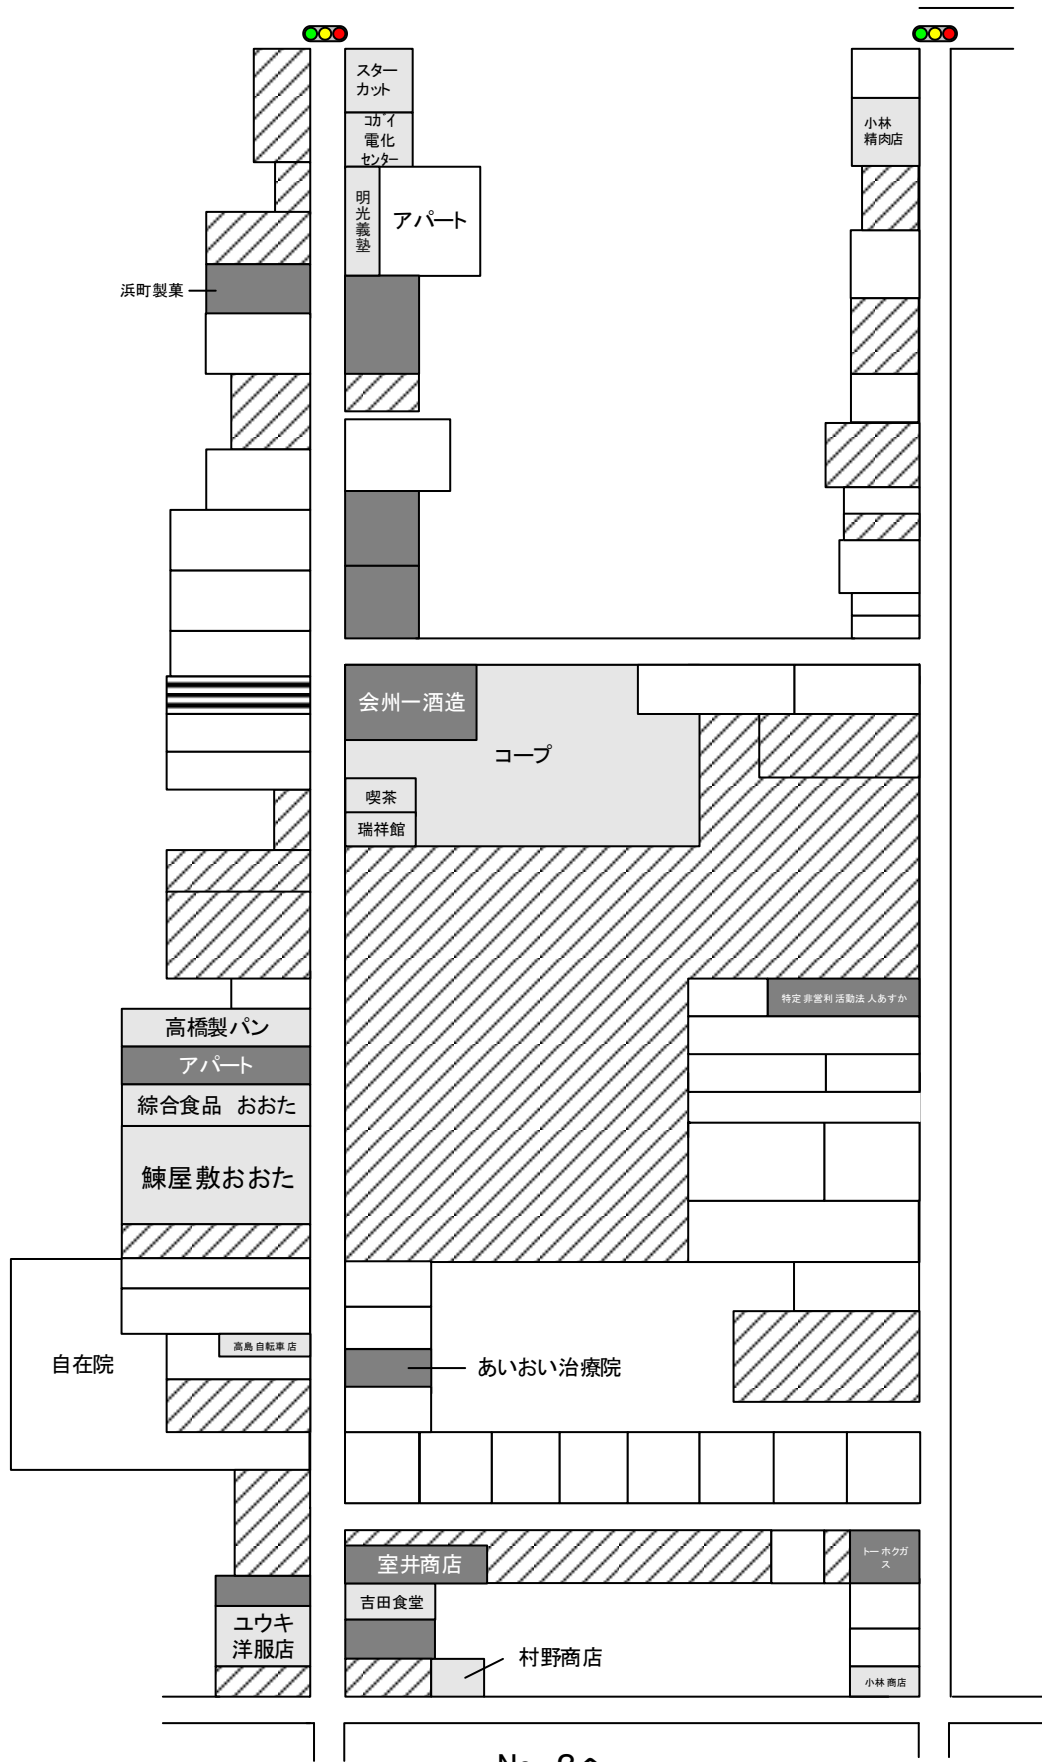 スター
カット
コガイ
電化
センター
小林
精肉店
明光義塾
アパート
浜町製菓
会州一酒造
コープ
喫茶
瑞祥館
特定非営利活動法人あすか
高橋製パン
アパート
綜合食品　おおた
鰊屋敷おおた
高島自転車店
自在院
あいおい治療院
室井商店
トーホクガ
ス
吉田食堂
ユウキ
洋服店
村野商店
小林商店